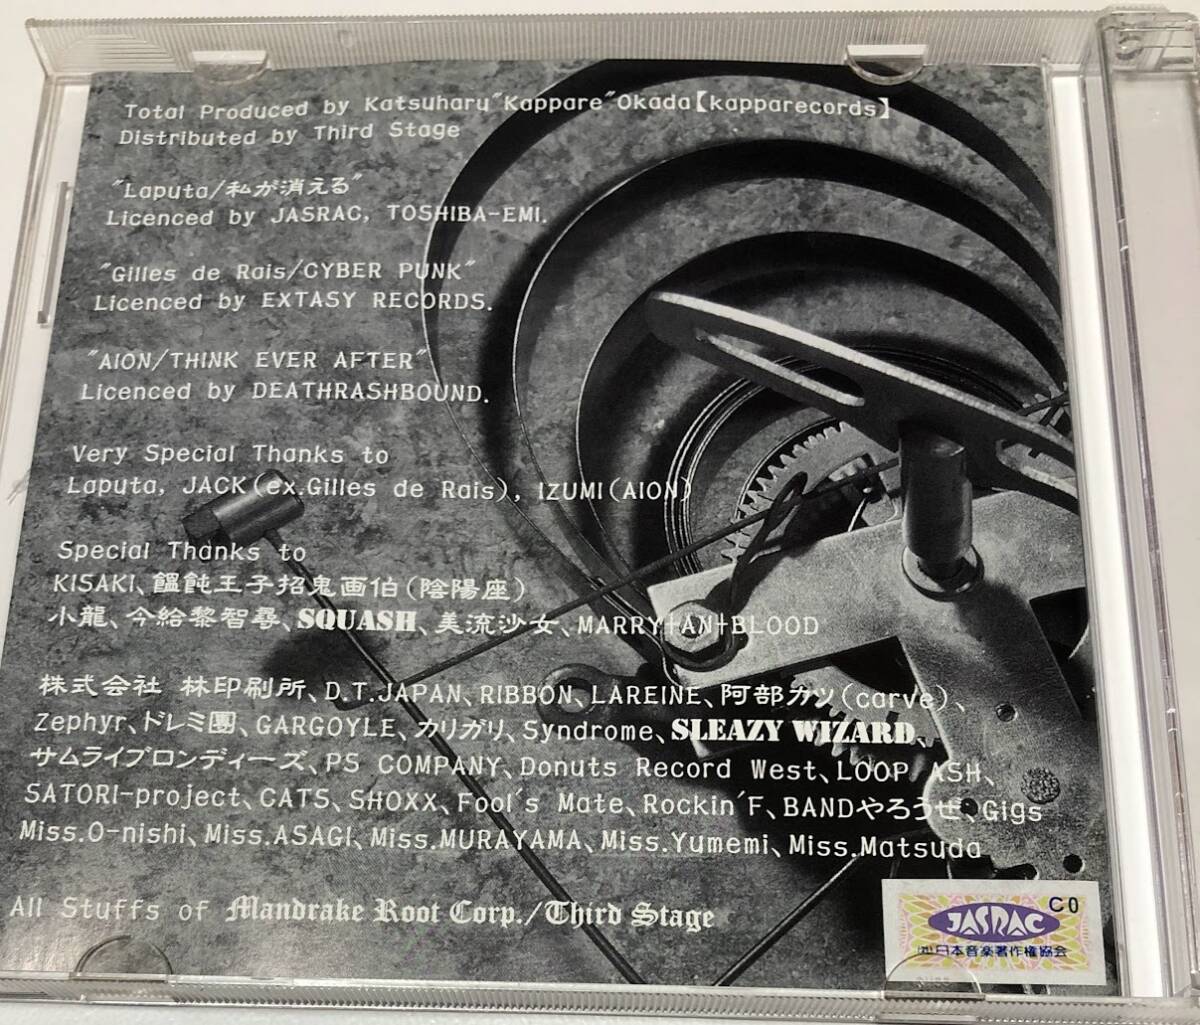 Total Produced by Katsuharu"Kappare"Okada【kapparecords】
Distributed by Third Stage
"Laputa/私が消える"
Licenced by JASRAC, TOSHIBA-EMI.
"Gilles de Rais/CYBER PUNK"
Licenced by EXTASY RECORDS.
"AION/THINK EVER AFTER"
Licenced by DEATHRASHBOUND.
Very Special Thanks to
Laputa, JACK(ex.Gilles de Rais), IZUMI(AION)
Special Thanks to
KISAKI、饂飩王子招鬼画伯(陰陽座)
小龍、今給黎智尋、SQUASH、美流沙女、MARRY†AN†BLOOD
株式会社 林印刷所、D.T.JAPAN、RIBBON、LAREINE、阿部カツ(carve)、
Zephyr、ドレミ團、GARGOYLE、カリガリ、Syndrome、SLEAZY WIZARD、
サムライブロンディーズ、PS COMPANY、Donuts Record West、LOOP ASH、
SATORI-project、CATS、SHOXX、Fool's Mate、Rockin'F、BANDやろうぜ、Gigs
Miss.O-nishi、Miss.ASAGI、Miss.MURAYAMA、Miss.Yumemi、Miss.Matsuda
All Stuffs of Mandrake Root Corp./Third Stage
C0
JASRAC
(社)日本音楽著作権協会